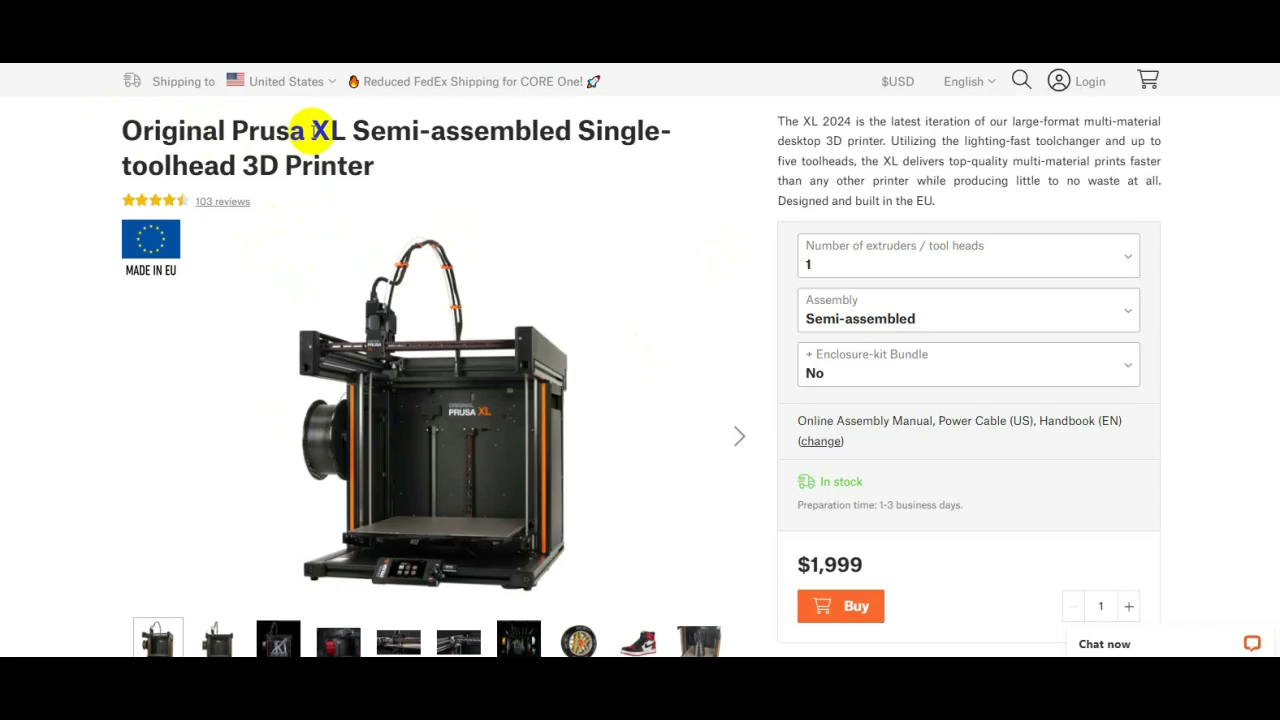 Shipping to United States Reduced FedEx Shipping for CORE One! $USD English Login
Original Prusa XL Semi-assembled Single-
toolhead 3D Printer
103 reviews
MADE IN EU
ORIGINAL
PRUSA XL
The XL 2024 is the latest iteration of our large-format multi-material
desktop 3D printer. Utilizing the lighting-fast toolchanger and up to
five toolheads, the XL delivers top-quality multi-material prints faster
than any other printer while producing little to no waste at all.
Designed and built in the EU.
Number of extruders / tool heads
1
Assembly
Semi-assembled
+ Enclosure-kit Bundle
No
Online Assembly Manual, Power Cable (US), Handbook (EN)
(change)
In stock
Preparation time: 1-3 business days.
$1,999
Buy
1
Chat now